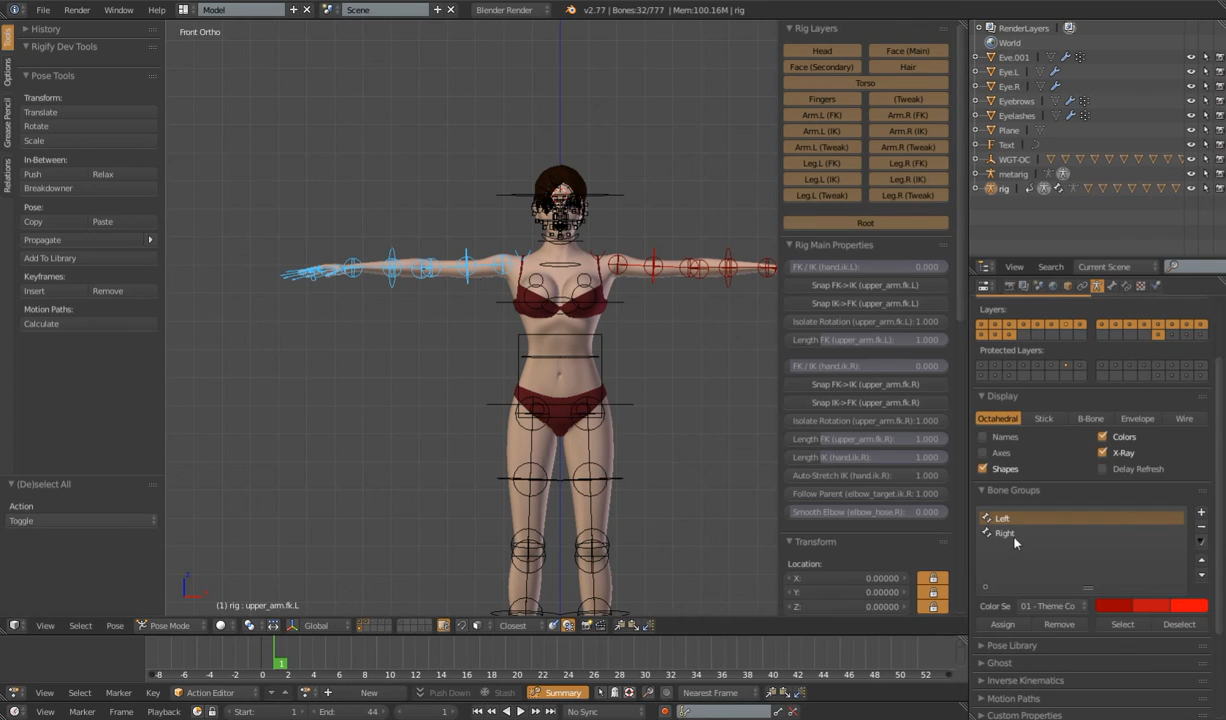 File Render Window Help Model Scene Blender Render v2.77 | Bones:32/777 | Mem:100.16M | rig
Tools
Options
Grease Pencil
Relations
History
Rigify Dev Tools
Pose Tools
Transform:
Translate
Rotate
Scale
In-Between:
Push Relax
Breakdowner
Pose:
Copy Paste
Propagate
Add To Library
Keyframes:
Insert Remove
Motion Paths:
Calculate
(De)select All
Action
Toggle
Front Ortho
(1) rig : upper_arm.fk.L
Rig Layers
Head Face (Main)
Face (Secondary) Hair
Torso
Fingers (Tweak)
Arm.L (FK) Arm.R (FK)
Arm.L (IK) Arm.R (IK)
Arm.L (Tweak) Arm.R (Tweak)
Leg.L (FK) Leg.R (FK)
Leg.L (IK) Leg.R (IK)
Leg.L (Tweak) Leg.R (Tweak)
Root
Rig Main Properties
FK / IK (hand.ik.L) 0.000
Snap FK->IK (upper_arm.fk.L)
Snap IK->FK (upper_arm.fk.L)
Isolate Rotation (upper_arm.fk.L) 1.000
Length FK (upper_arm.fk.L) 1.000
FK / IK (hand.ik.R) 0.000
Snap FK->IK (upper_arm.fk.R)
Snap IK->FK (upper_arm.fk.R)
Isolate Rotation (upper_arm.fk.R) 1.000
Length FK (upper_arm.fk.R) 1.000
Length IK (hand.ik.R): 1.000
Auto-Stretch IK (hand.ik.R) 1.000
Follow Parent (elbow_target.ik.R: 1.000
Smooth Elbow (elbow_hose.R): 0.000
Transform
Location:
X: 0.00000
Y: 0.00000
Z: 0.00000
RenderLayers
World
Eve.001
Eye.L
Eye.R
Eyebrows
Eyelashes
Plane
Text
WGT-OC
metarig
rig
View Search Current Scene
Layers:
Protected Layers:
Display
Octahedral Stick B-Bone Envelope Wire
Names Colors
Axes X-Ray
Shapes Delay Refresh
Bone Groups
Left
Right
Color Se 01 - Theme Co
Assign Remove Select Deselect
Pose Library
Ghost
Inverse Kinematics
Motion Paths
Custom Properties
View Select Pose Pose Mode Global Closest
-8 -6 -4 -2 0 2 4 6 8 10 12 14 16 18 20 22 24 26 28 30 32 34 36 38 40 42 44 46 48 50 52
1
View Select Marker Key Action Editor New Push Down Stash Summary Nearest Frame
View Marker Frame Playback Start: 1 End: 44 1 No Sync